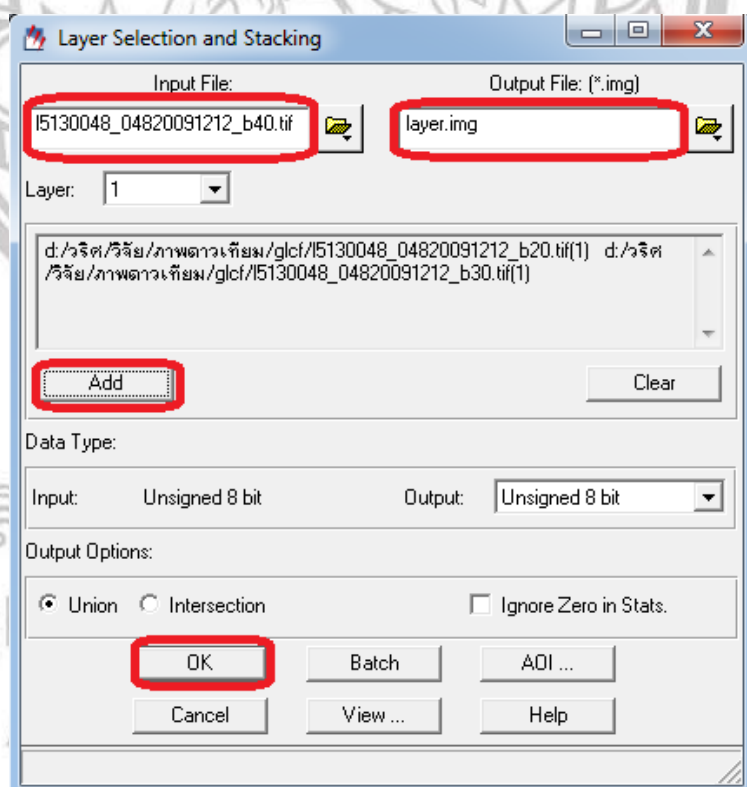 Layer Selection and Stacking
Input File:
Output File: (*.img)
l5130048_04820091212_b40.tif
layer.img
Layer:
1
d:/วริศ/วิจัย/ภาพดาวเทียม/glcf/l5130048_04820091212_b20.tif(1) d:/วริศ
/วิจัย/ภาพดาวเทียม/glcf/l5130048_04820091212_b30.tif(1)
Add
Clear
Data Type:
Input:
Unsigned 8 bit
Output:
Unsigned 8 bit
Output Options:
Union
Intersection
Ignore Zero in Stats.
OK
Batch
AOI ...
Cancel
View ...
Help